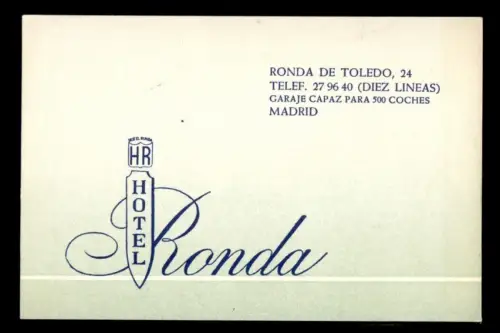 RONDA DE TOLEDO, 24
TELEF. 27 96 40 (DIEZ LINEAS)
GARAJE CAPAZ PARA 500 COCHES
MADRID
HR
HOTEL
Ronda